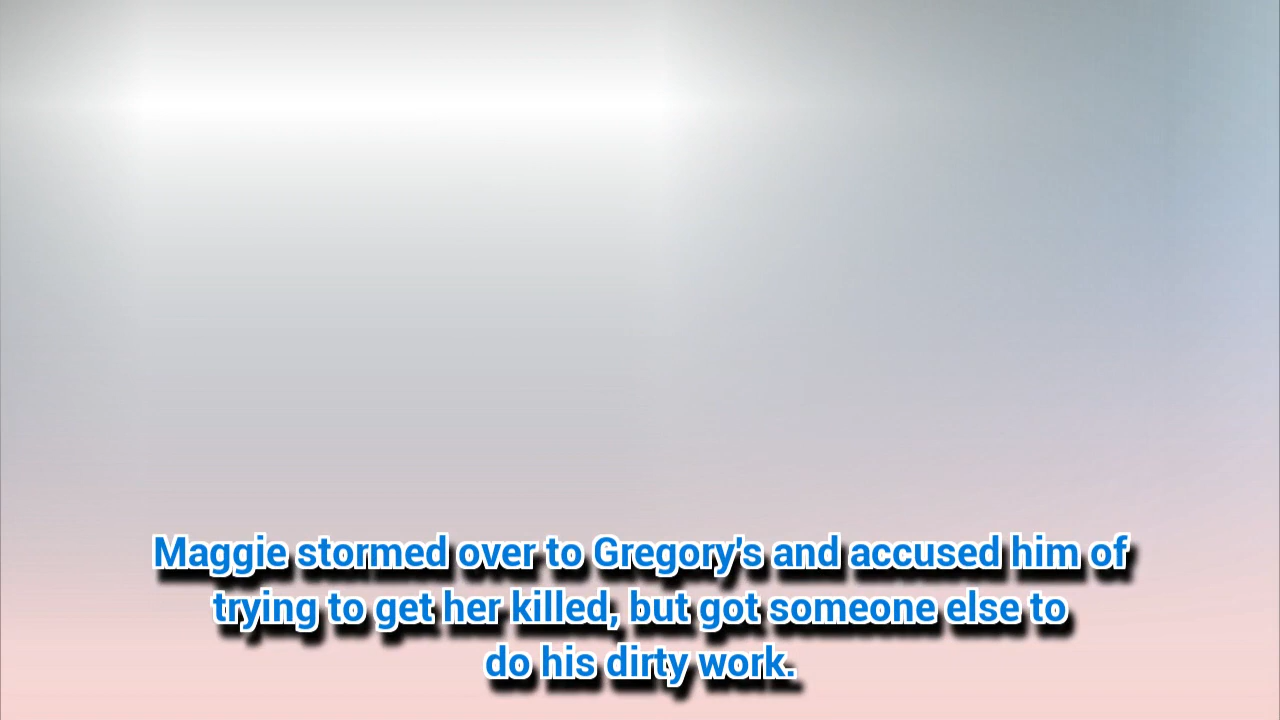 Maggie stormed over to Gregory's and accused him of
trying to get her killed, but got someone else to
do his dirty work.